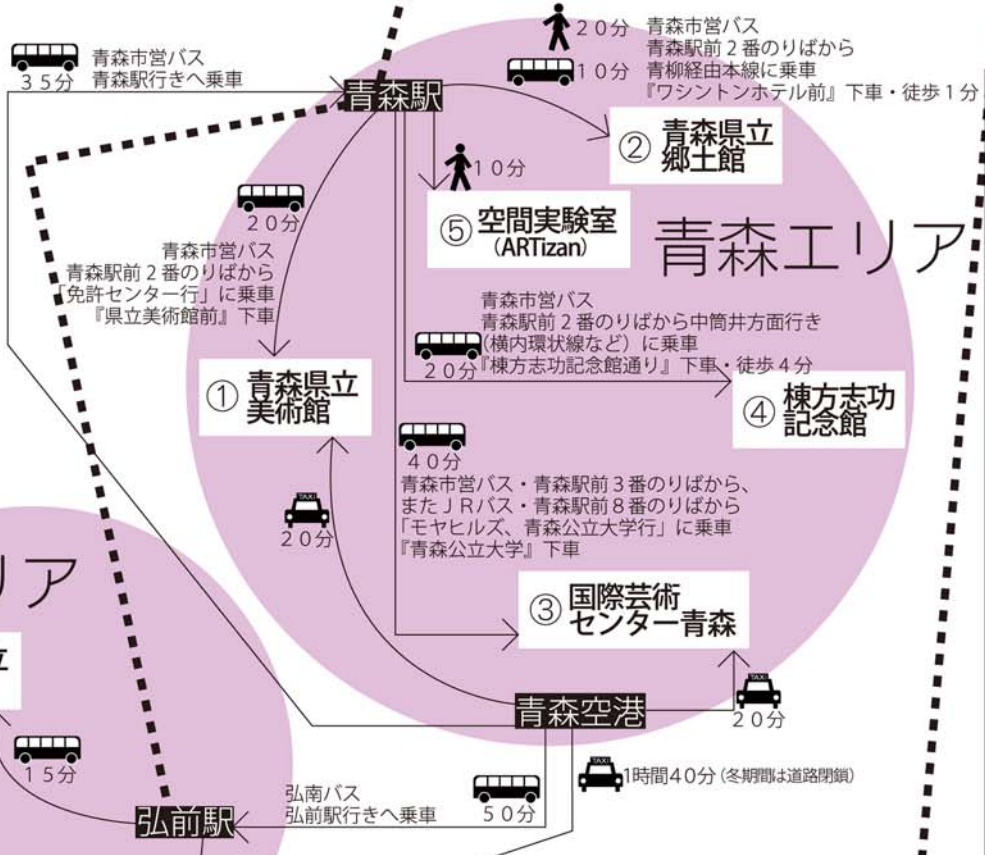 35分
青森市営バス
青森駅行きへ乗車
青森駅
20分
10分
青森市営バス
青森駅前2番のりばから
青柳経由本線に乗車
『ワシントンホテル前』下車・徒歩1分
② 青森県立
郷土館
10分
⑤ 空間実験室
(ARTizan)
青森エリア
20分
青森市営バス
青森駅前2番のりばから
「免許センター行」に乗車
『県立美術館前』下車
① 青森県立
美術館
青森市営バス
青森駅前2番のりばから中筒井方面行き
(横内環状線など)に乗車
『棟方志功記念館通り』下車・徒歩4分
20分
④ 棟方志功
記念館
40分
青森市営バス・青森駅前3番のりばから、
またJRバス・青森駅前8番のりばから
「モヤヒルズ、青森公立大学行」に乗車
『青森公立大学』下車
TAXI
20分
③ 国際芸術
センター青森
青森空港
TAXI
20分
TAXI
1時間40分(冬期間は道路閉鎖)
50分
弘南バス
弘前駅行きへ乗車
弘前駅
15分
リア
立